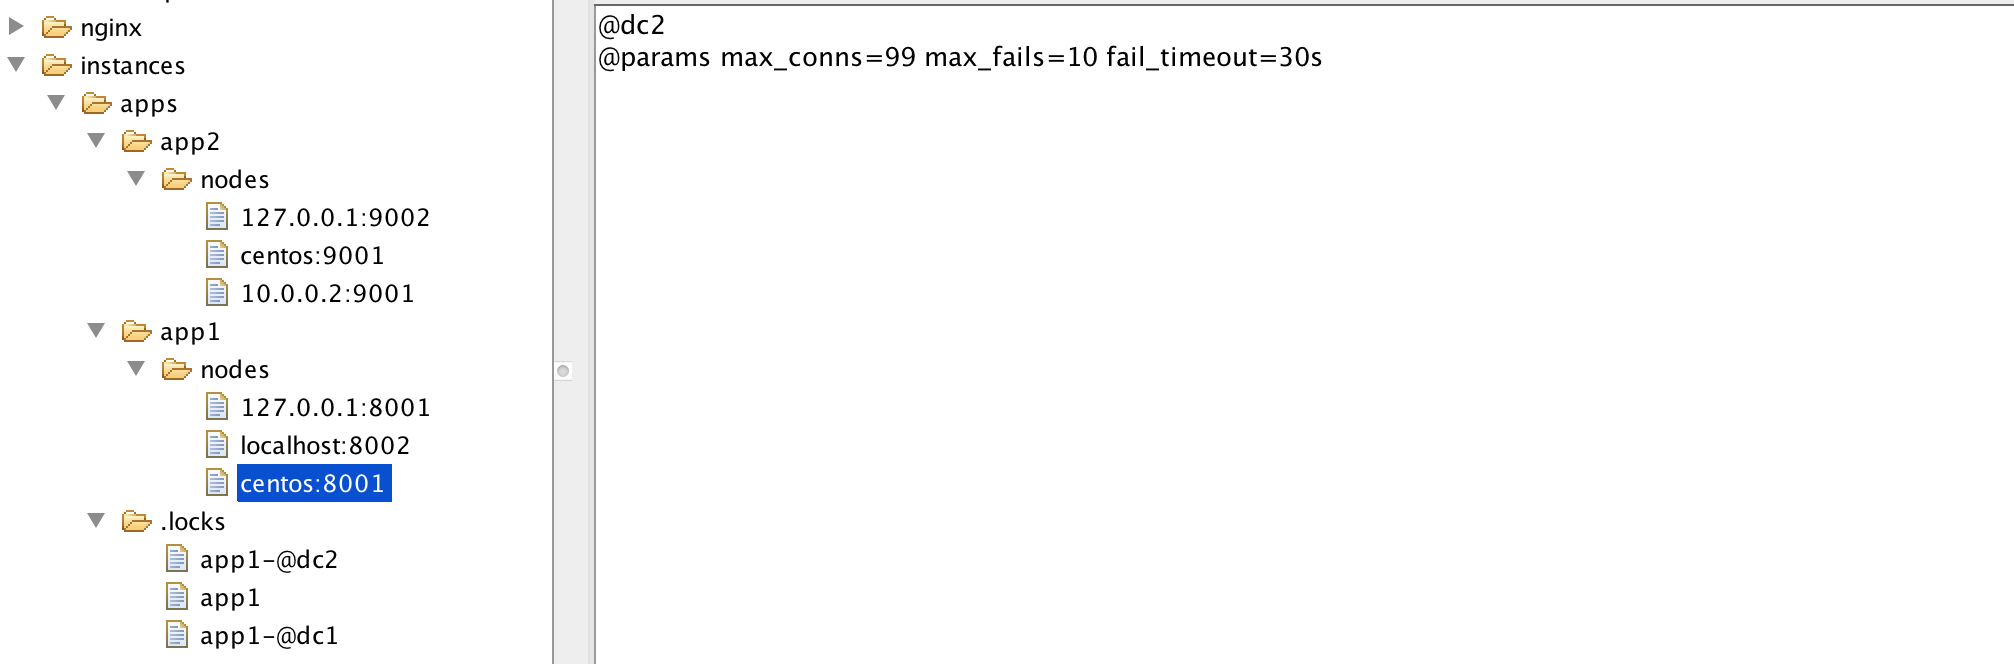 nginx
instances
apps
app2
nodes
127.0.0.1:9002
centos:9001
10.0.0.2:9001
app1
nodes
127.0.0.1:8001
localhost:8002
centos:8001
.locks
app1-@dc2
app1
app1-@dc1
@dc2
@params max_conns=99 max_fails=10 fail_timeout=30s